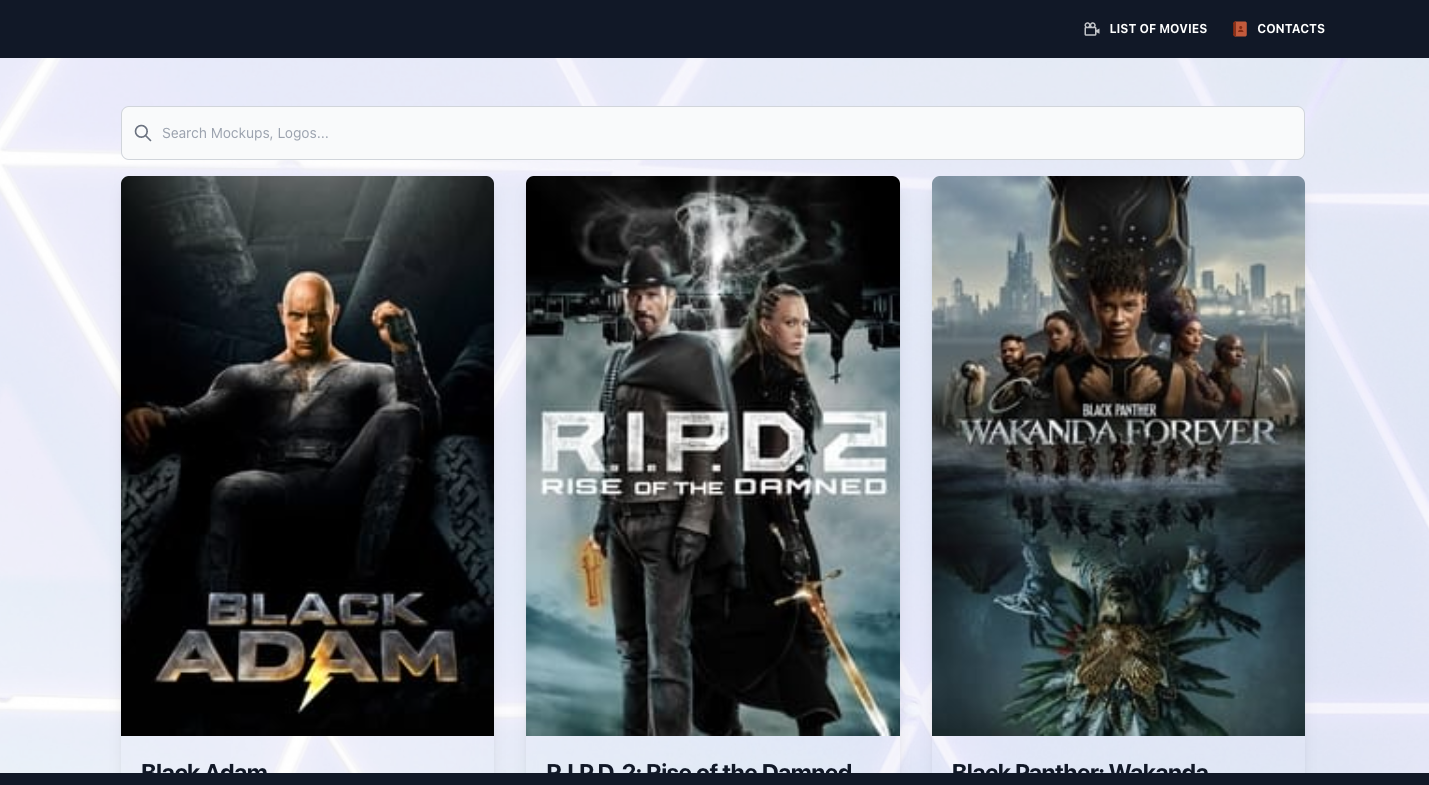 LIST OF MOVIES
CONTACTS
Search Mockups, Logos...
BLACK
ADAM
R.I.P.D.2
RISE OF THE DAMNED
BLACK PANTHER
WAKANDA FOREVER
Black Adam
R.I.P.D. 2: Rise of the Damned
Black Panther: Wakanda